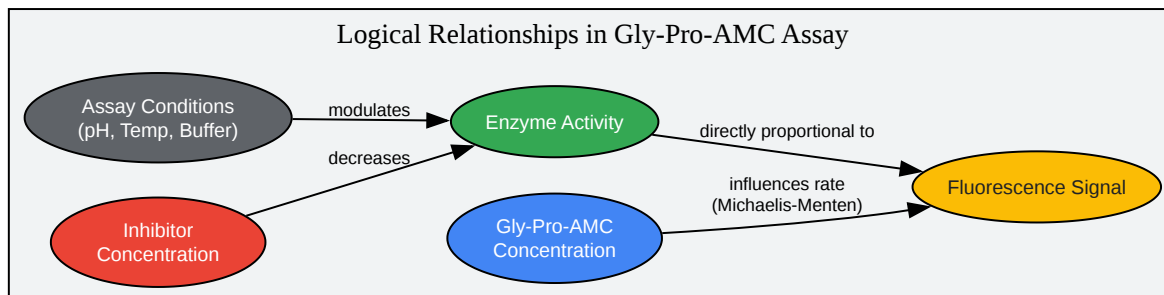 Logical Relationships in Gly-Pro-AMC Assay
Assay Conditions
(pH, Temp, Buffer)
modulates
Enzyme Activity
directly proportional to
decreases
influences rate
(Michaelis-Menten)
Fluorescence Signal
Inhibitor
Concentration
Gly-Pro-AMC
Concentration